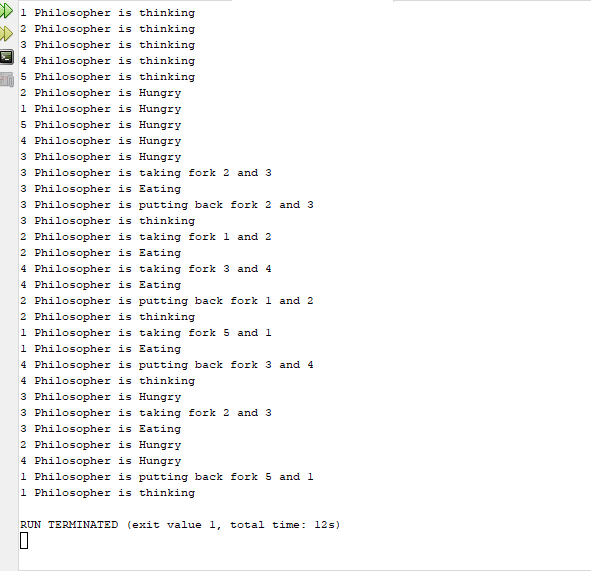 1 Philosopher is thinking
2 Philosopher is thinking
3 Philosopher is thinking
4 Philosopher is thinking
5 Philosopher is thinking
2 Philosopher is Hungry
1 Philosopher is Hungry
5 Philosopher is Hungry
4 Philosopher is Hungry
3 Philosopher is Hungry
3 Philosopher is taking fork 2 and 3
3 Philosopher is Eating
3 Philosopher is putting back fork 2 and 3
3 Philosopher is thinking
2 Philosopher is taking fork 1 and 2
2 Philosopher is Eating
4 Philosopher is taking fork 3 and 4
4 Philosopher is Eating
2 Philosopher is putting back fork 1 and 2
2 Philosopher is thinking
1 Philosopher is taking fork 5 and 1
1 Philosopher is Eating
4 Philosopher is putting back fork 3 and 4
4 Philosopher is thinking
3 Philosopher is Hungry
3 Philosopher is taking fork 2 and 3
3 Philosopher is Eating
2 Philosopher is Hungry
4 Philosopher is Hungry
1 Philosopher is putting back fork 5 and 1
1 Philosopher is thinking
RUN TERMINATED (exit value 1, total time: 12s)